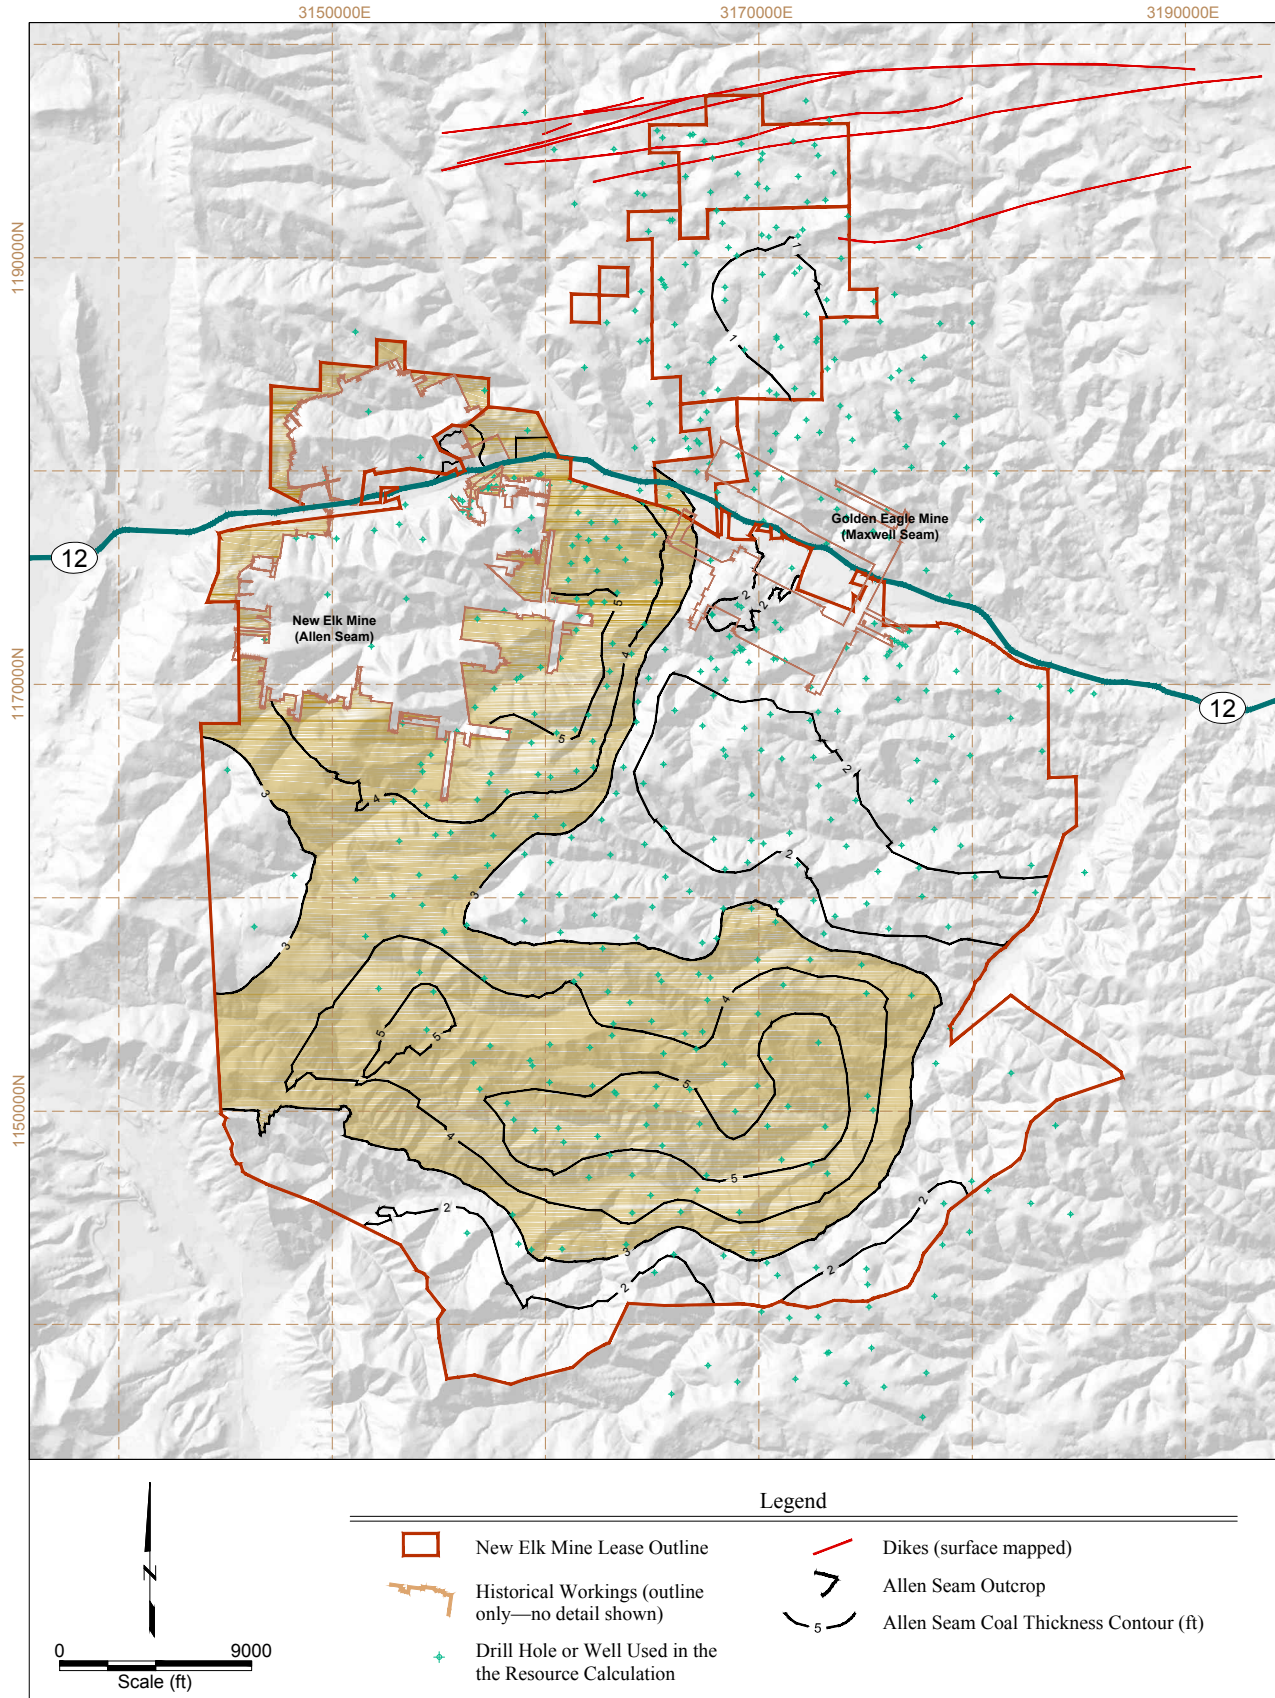 3150000E
3170000E
3190000E
1190000N
1
1
12
Golden Eagle Mine
(Maxwell Seam)
New Elk Mine
(Allen Seam)
5
2
2
4
1170000N
12
5
2
3
4
2
3
3
4
5
5
5
1150000N
4
5
2
2
3
2
2
Legend
New Elk Mine Lease Outline
Historical Workings (outline
only—no detail shown)
Drill Hole or Well Used in the
the Resource Calculation
Dikes (surface mapped)
Allen Seam Outcrop
5
Allen Seam Coal Thickness Contour (ft)
N
0
9000
Scale (ft)